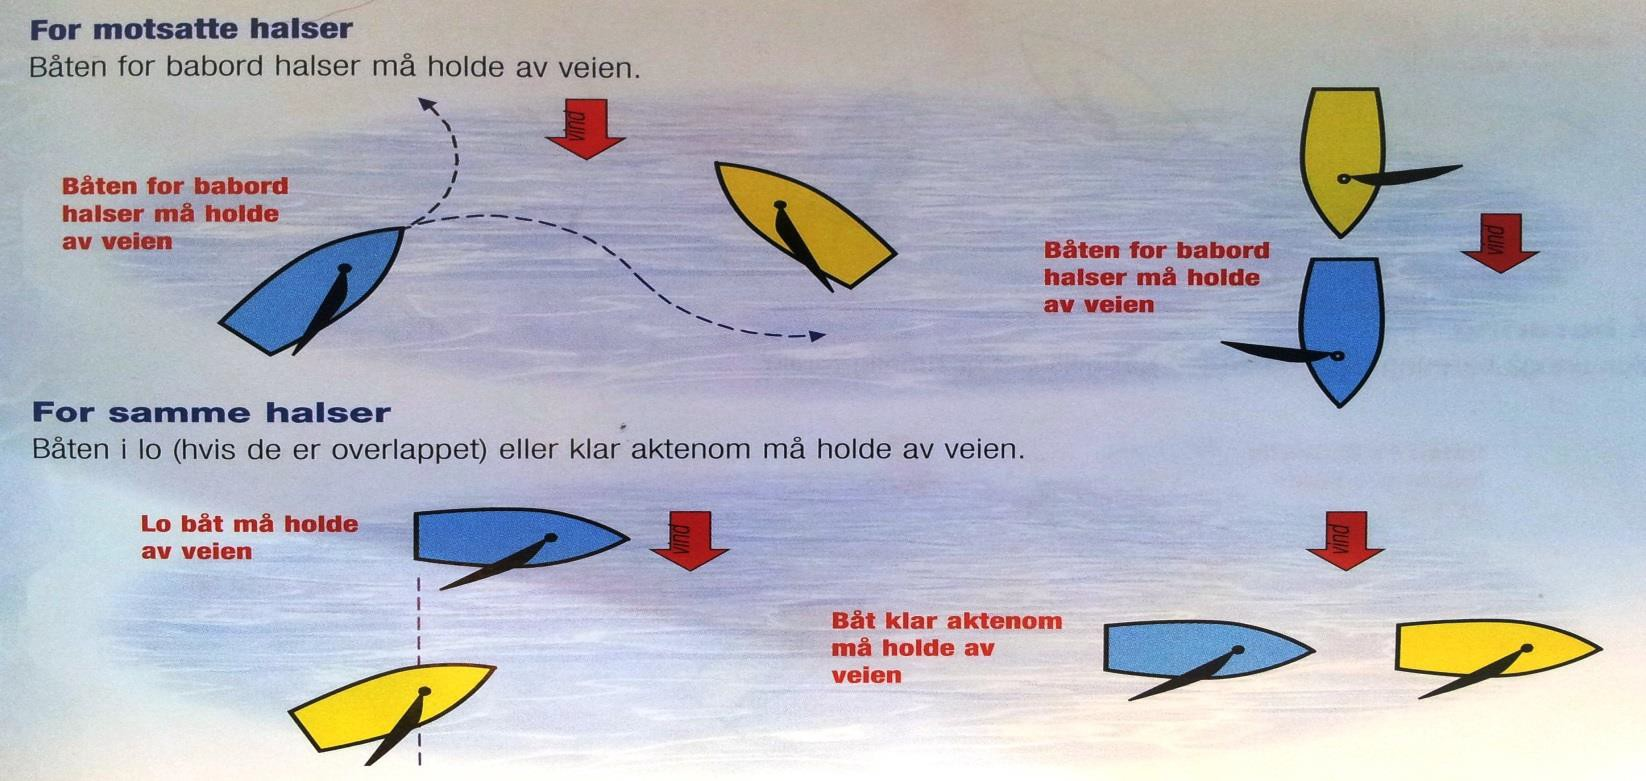 For motsatte halser
Båten for babord halser må holde av veien.
vind
Båten for babord
halser må holde
av veien
Båten for babord
halser må holde
av veien
vind
For samme halser
Båten i lo (hvis de er overlappet) eller klar aktenom må holde av veien.
Lo båt må holde
av veien
vind
vind
Båt klar aktenom
må holde av
veien